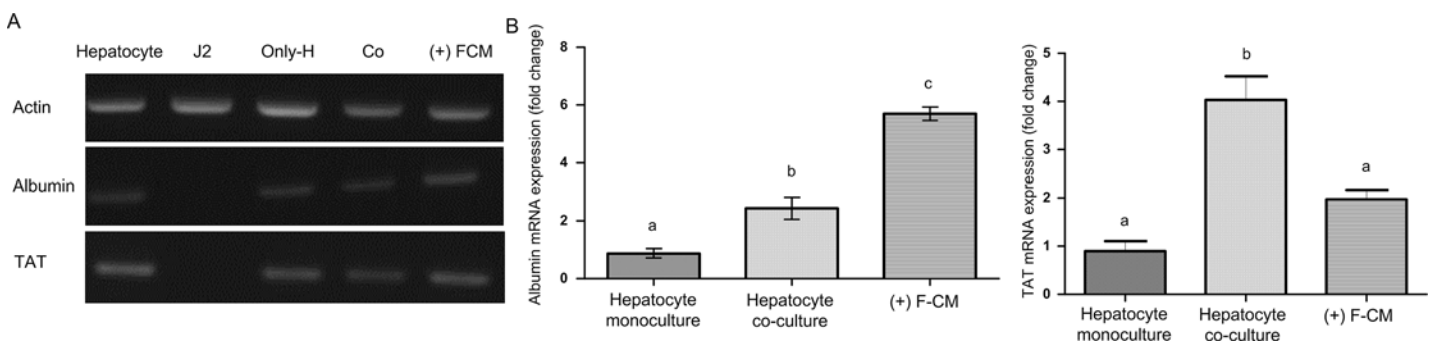 A
Hepatocyte J2 Only-H Co (+) FCM
Actin
Albumin
TAT
B
Albumin mRNA expression (fold change)
8
6
4
2
0
a
b
c
Hepatocyte
monoculture
Hepatocyte
co-culture
(+) F-CM
TAT mRNA expression (fold change)
5
4
3
2
1
0
a
b
a
Hepatocyte
monoculture
Hepatocyte
co-culture
(+) F-CM